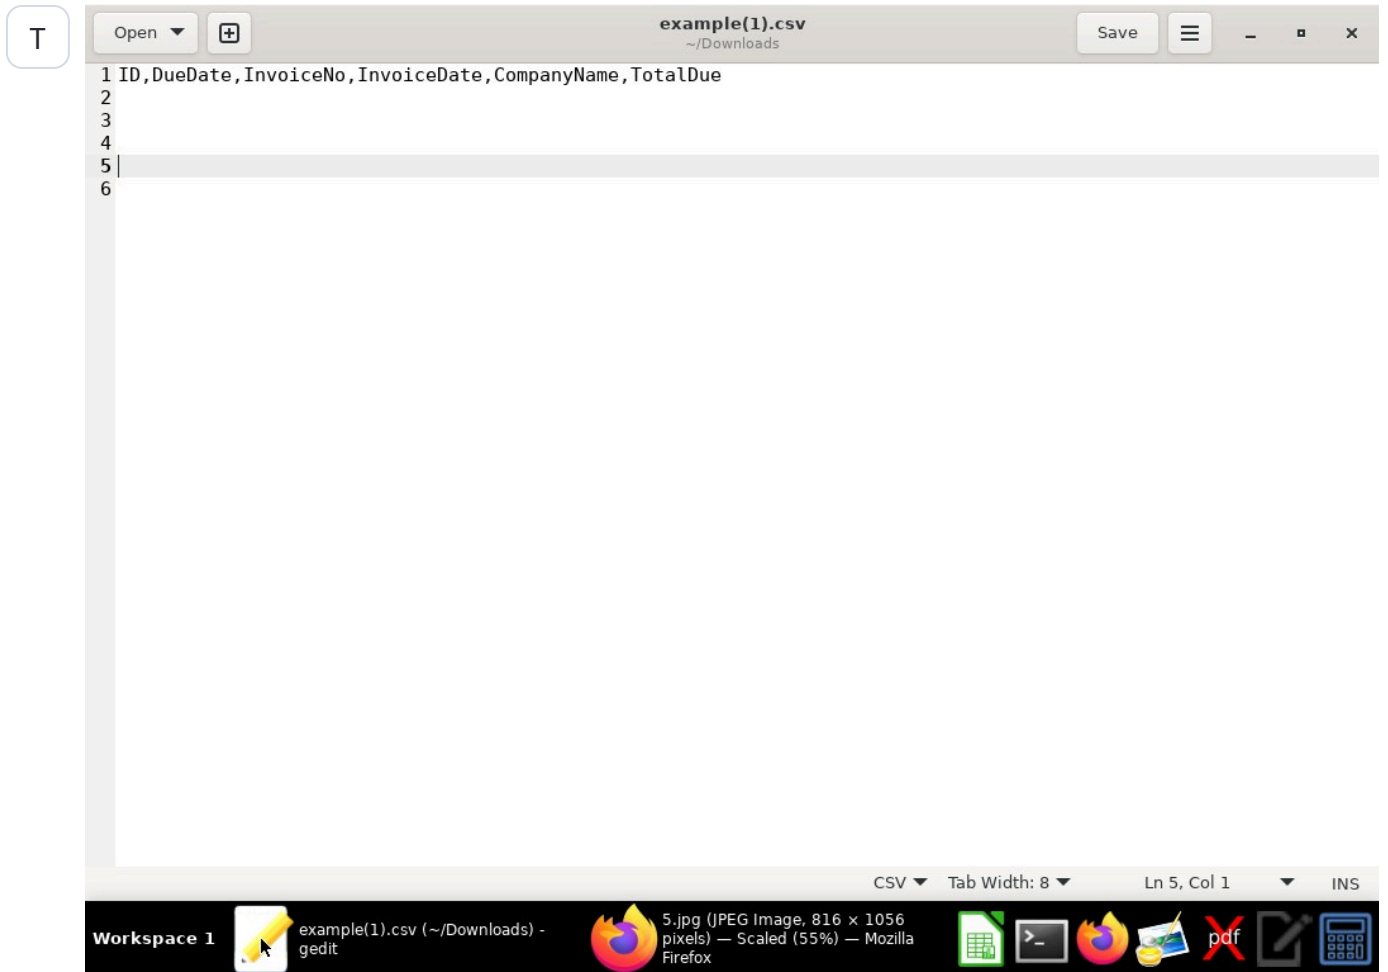 T
Open
example(1).csv
~/Downloads
Save
1 ID,DueDate,InvoiceNo,InvoiceDate,CompanyName,TotalDue
2
3
4
5
6
CSV
Tab Width: 8
Ln 5, Col 1
INS
Workspace 1
example(1).csv (~/Downloads) -
gedit
5.jpg (JPEG Image, 816 × 1056
pixels) — Scaled (55%) — Mozilla
Firefox
>_
pdf